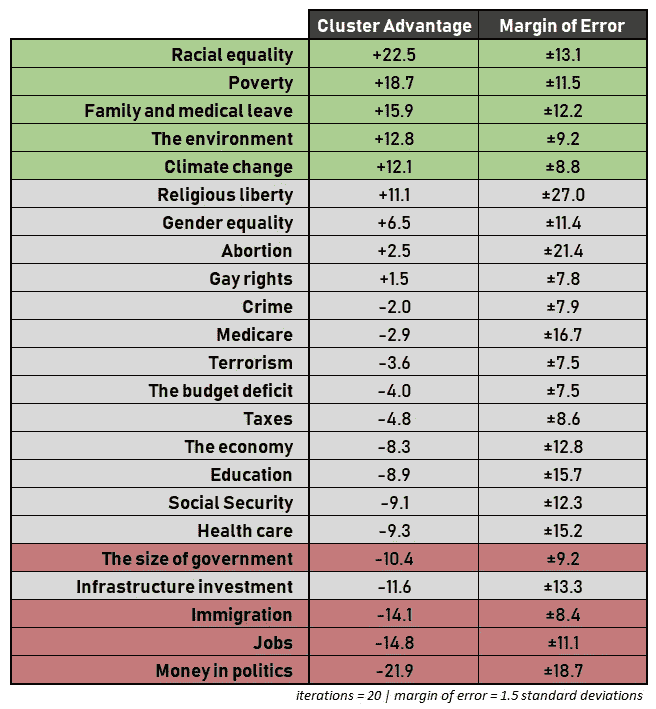 Cluster Advantage Margin of Error
Racial equality +22.5 ±13.1
Poverty +18.7 ±11.5
Family and medical leave +15.9 ±12.2
The environment +12.8 ±9.2
Climate change +12.1 ±8.8
Religious liberty +11.1 ±27.0
Gender equality +6.5 ±11.4
Abortion +2.5 ±21.4
Gay rights +1.5 ±7.8
Crime -2.0 ±7.9
Medicare -2.9 ±16.7
Terrorism -3.6 ±7.5
The budget deficit -4.0 ±7.5
Taxes -4.8 ±8.6
The economy -8.3 ±12.8
Education -8.9 ±15.7
Social Security -9.1 ±12.3
Health care -9.3 ±15.2
The size of government -10.4 ±9.2
Infrastructure investment -11.6 ±13.3
Immigration -14.1 ±8.4
Jobs -14.8 ±11.1
Money in politics -21.9 ±18.7
iterations = 20 | margin of error = 1.5 standard deviations